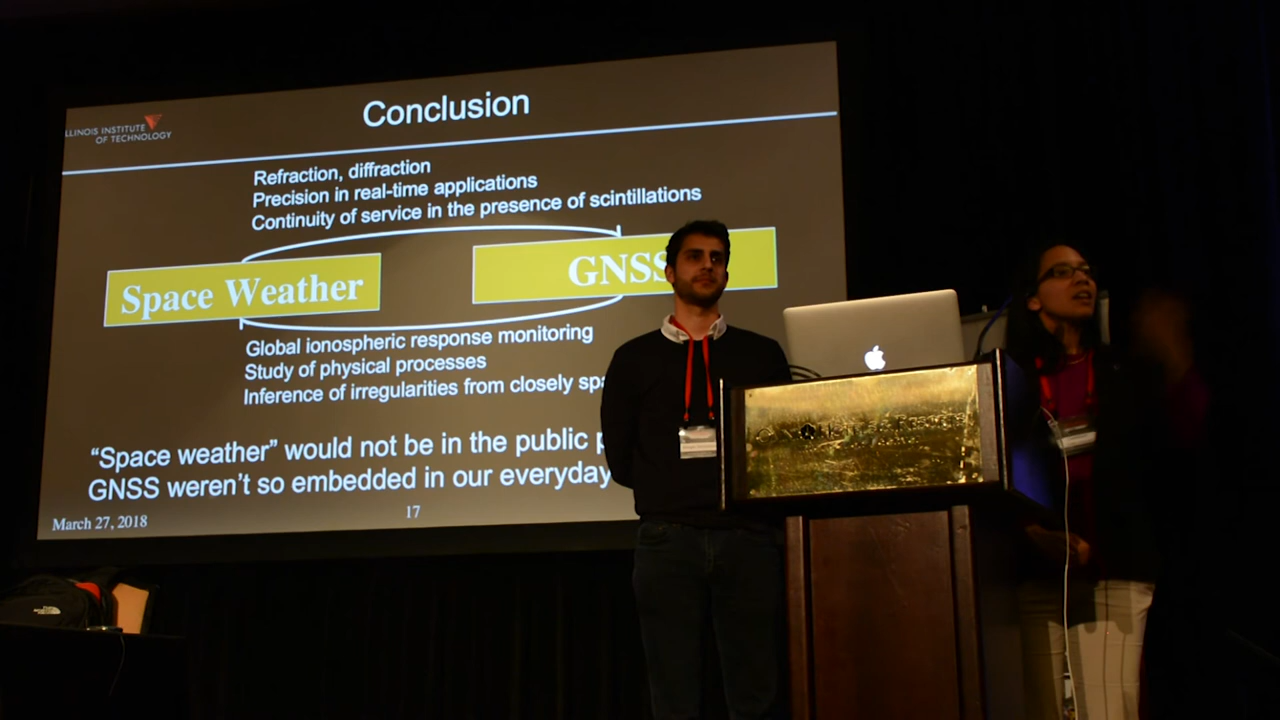 Conclusion
ILLINOIS INSTITUTE
OF TECHNOLOGY
Refraction, diffraction
Precision in real-time applications
Continuity of service in the presence of scintillations
Space Weather
GNSS
Global ionospheric response monitoring
Study of physical processes
Inference of irregularities from closely
“Space weather” would not be in the public
GNSS weren’t so embedded in our everyday
March 27, 2018
17